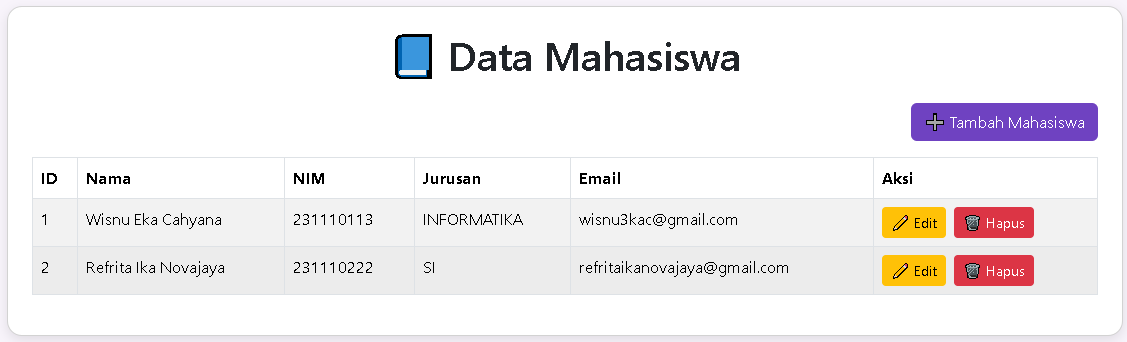 Data Mahasiswa
Tambah Mahasiswa
ID Nama NIM Jurusan Email Aksi
1 Wisnu Eka Cahyana 231110113 INFORMATIKA wisnu3kac@gmail.com Edit Hapus
2 Refrita Ika Novajaya 231110222 SI refritaikanovajaya@gmail.com Edit Hapus